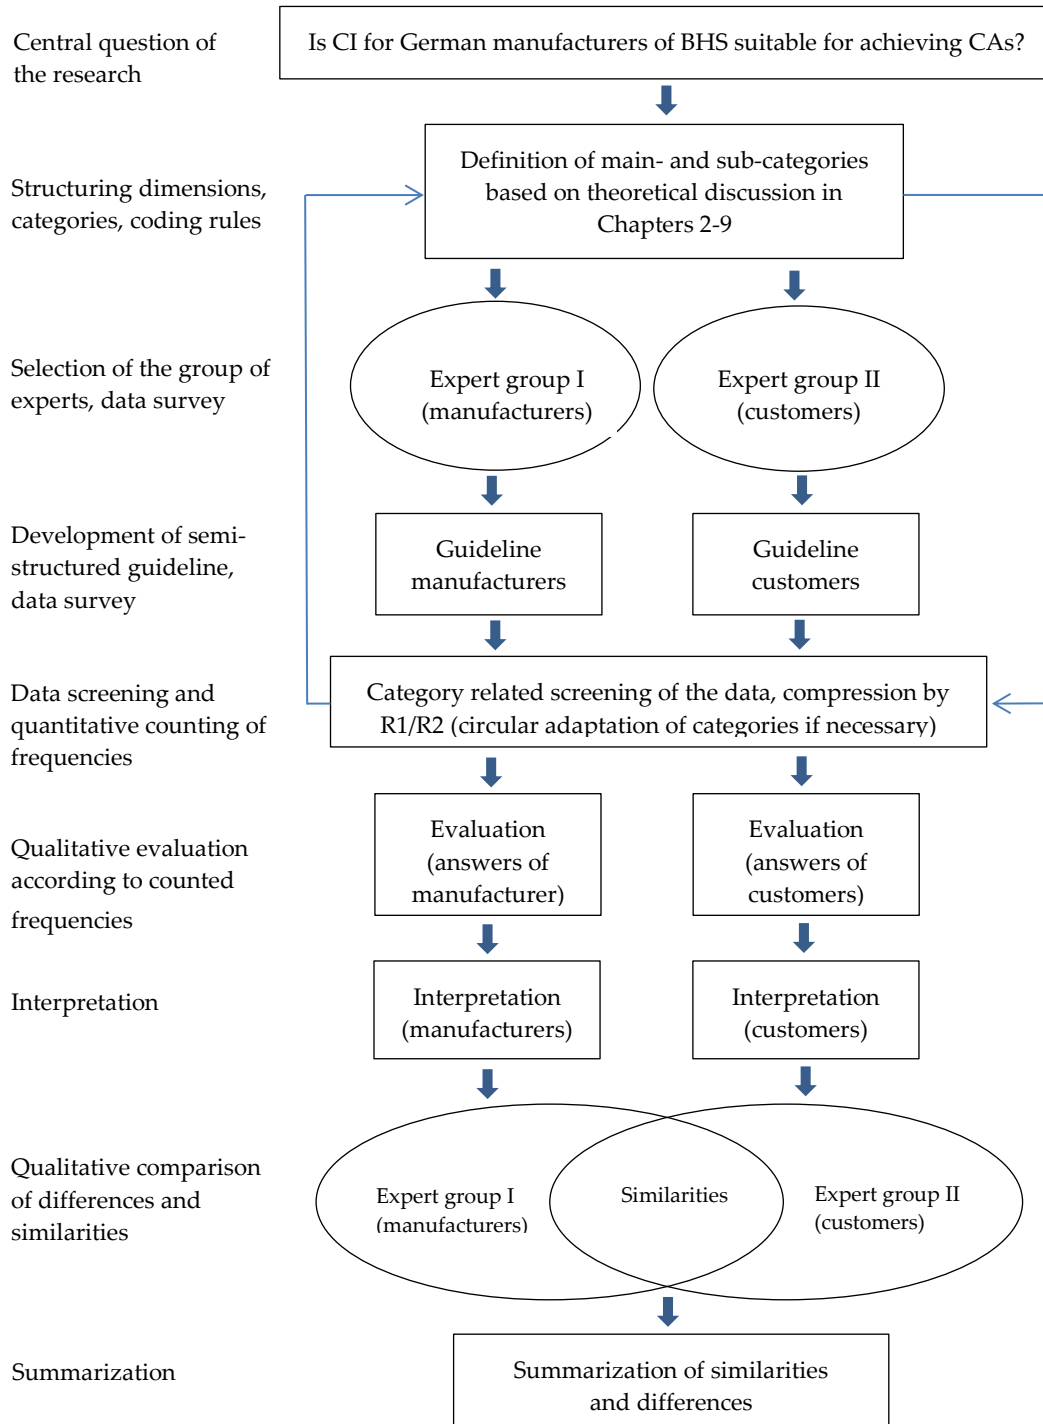 Central question of
the research
Is CI for German manufacturers of BHS suitable for achieving CAs?
Structuring dimensions,
categories, coding rules
Definition of main- and sub-categories
based on theoretical discussion in
Chapters 2-9
Selection of the group of
experts, data survey
Expert group I
(manufacturers)
Expert group II
(customers)
Development of semi-
structured guideline,
data survey
Guideline
manufacturers
Guideline
customers
Data screening and
quantitative counting of
frequencies
Category related screening of the data, compression by
R1/R2 (circular adaptation of categories if necessary)
Qualitative evaluation
according to counted
frequencies
Evaluation
(answers of
manufacturer)
Evaluation
(answers of
customers)
Interpretation
Interpretation
(manufacturers)
Interpretation
(customers)
Qualitative comparison
of differences and
similarities
Expert group I
(manufacturers)
Similarities
Expert group II
(customers)
Summarization
Summarization of similarities
and differences